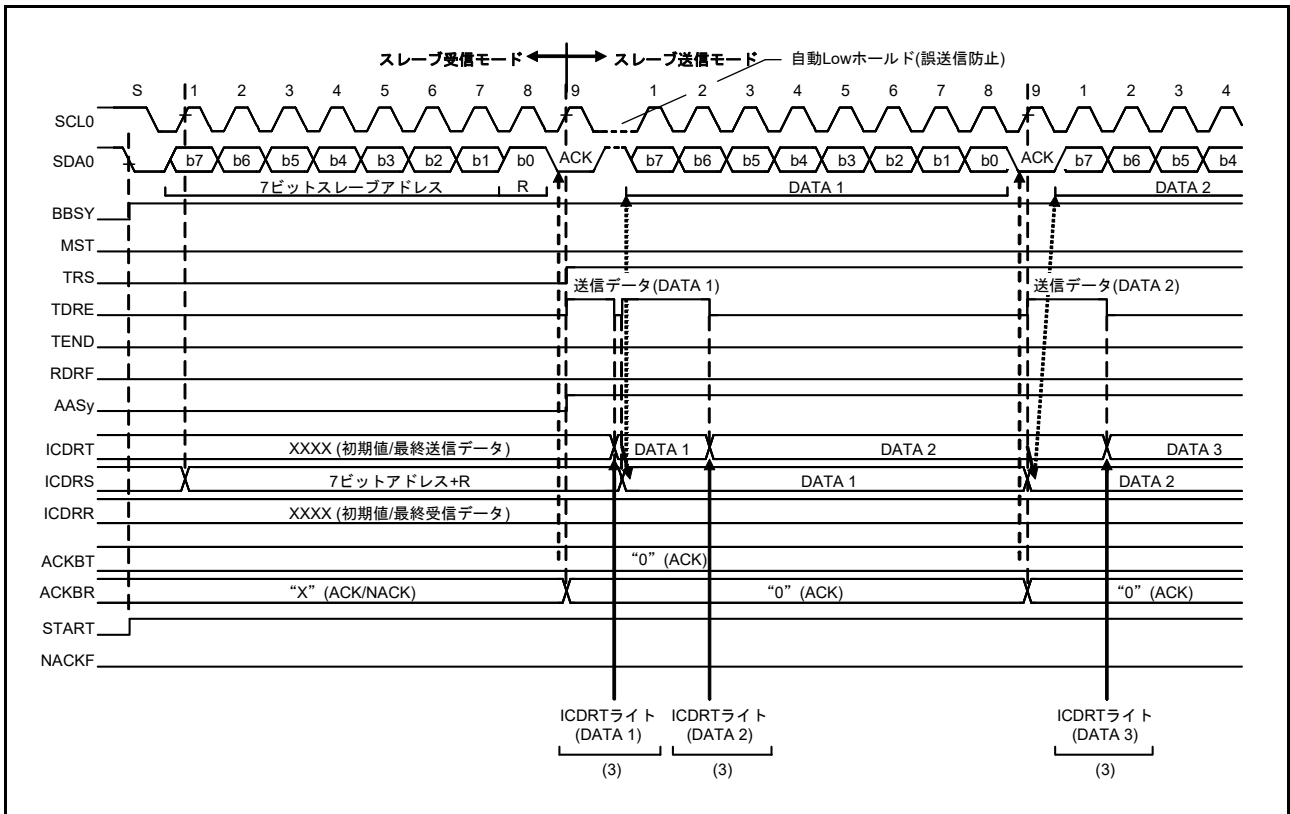 スレーブ受信モード スレーブ送信モード 自動Lowホールド(誤送信防止)
S 1 2 3 4 5 6 7 8 9 1 2 3 4 5 6 7 8 9 1 2 3 4
SCL0
SDA0 b7 b6 b5 b4 b3 b2 b1 b0 ACK b7 b6 b5 b4 b3 b2 b1 b0 ACK b7 b6 b5 b4
7ビットスレーブアドレス R DATA 1 DATA 2
BBSY
MST
TRS
送信データ(DATA 1) 送信データ(DATA 2)
TDRE
TEND
RDRF
AASy
ICDRT XXXX (初期値/最終送信データ) DATA 1 DATA 2 DATA 3
ICDRS 7ビットアドレス+R DATA 1 DATA 2
ICDRR XXXX (初期値/最終受信データ)
ACKBT “0” (ACK)
ACKBR “X” (ACK/NACK) “0” (ACK) “0” (ACK)
START
NACKF
ICDRTライト ICDRTライト ICDRTライト
(DATA 1) (DATA 2) (DATA 3)
(3) (3) (3)